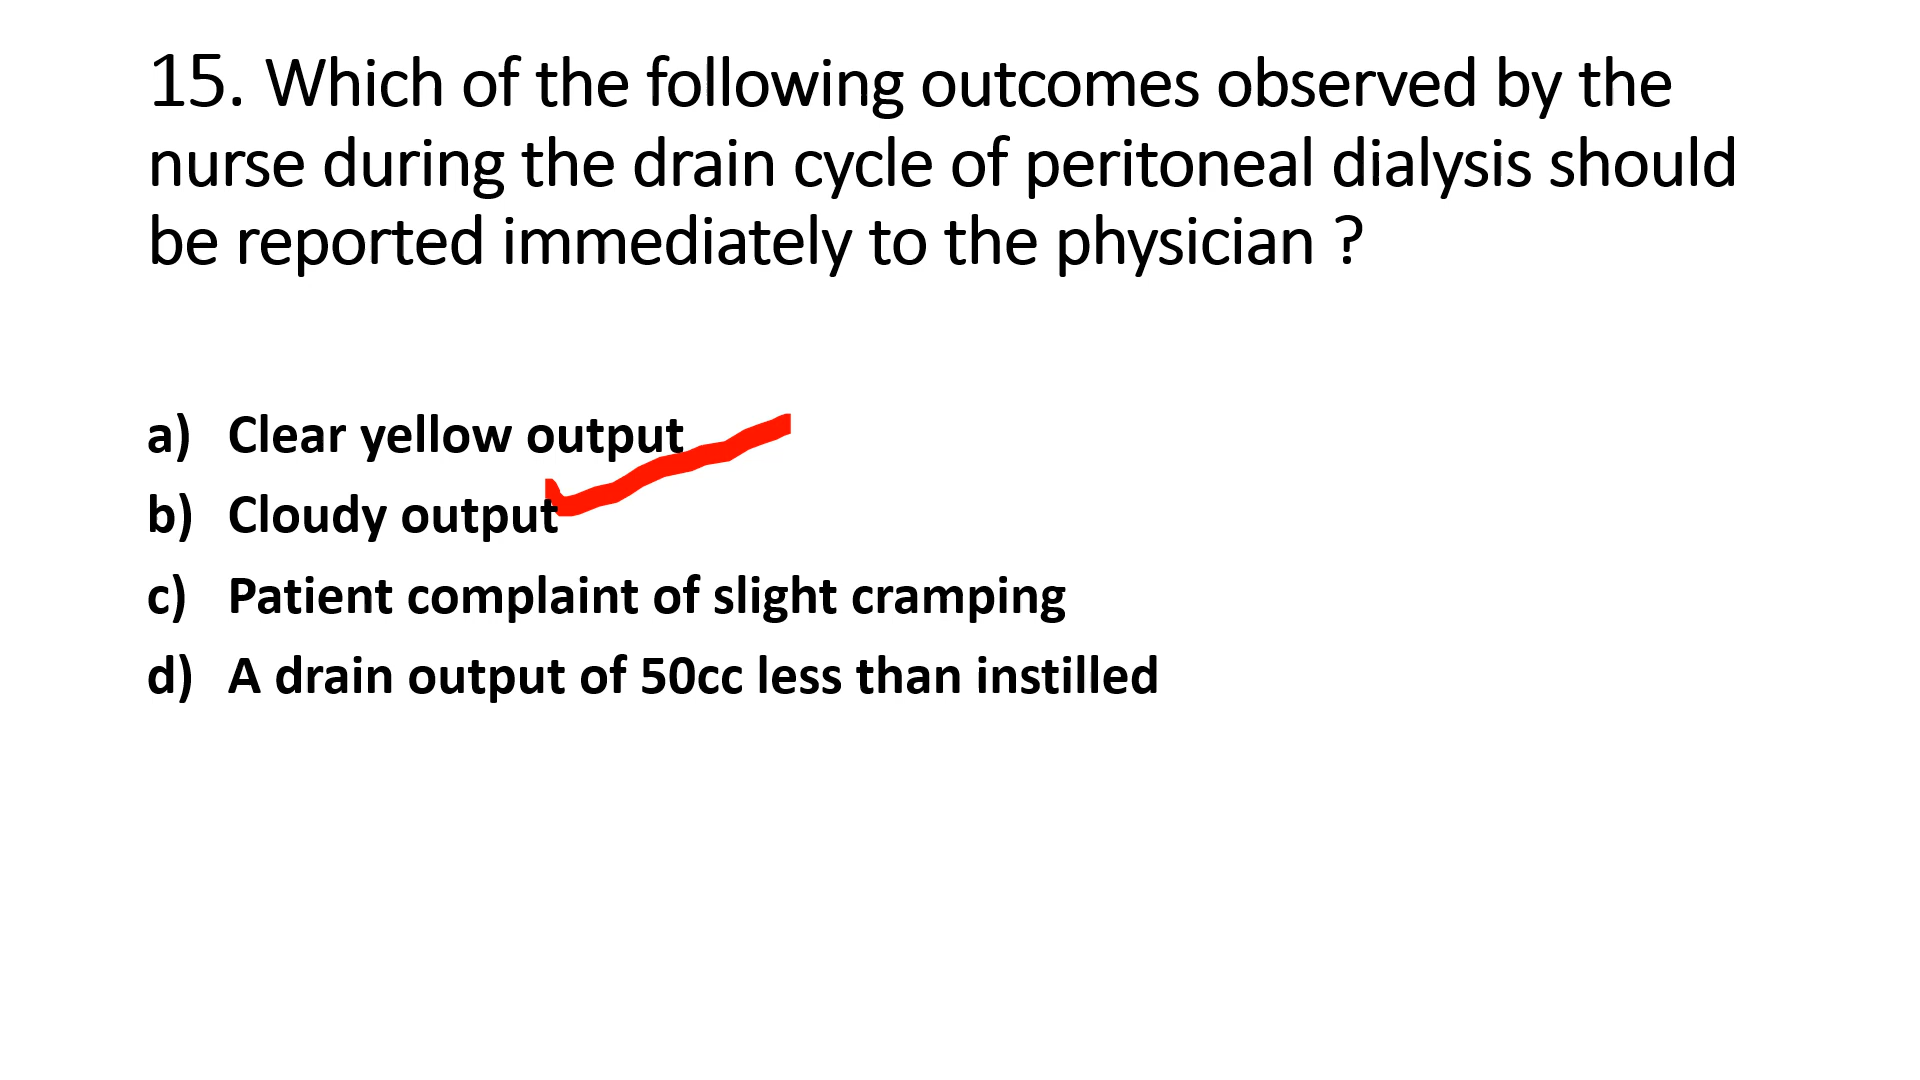 15. Which of the following outcomes observed by the
nurse during the drain cycle of peritoneal dialysis should
be reported immediately to the physician ?
a) Clear yellow output
b) Cloudy output
c) Patient complaint of slight cramping
d) A drain output of 50cc less than instilled